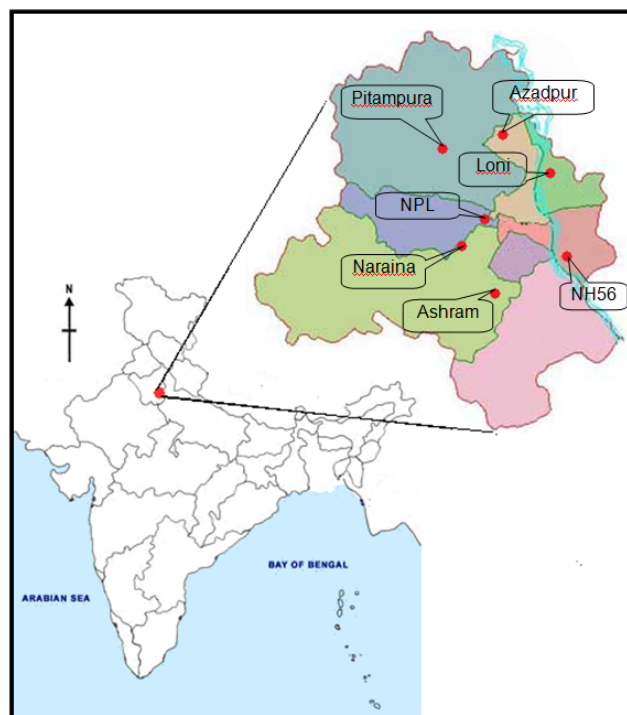 Azadpur
Pitampura
Loni
NPL
Naraina
NH56
Ashram
N
BAY OF BENGAL
ARABIAN SEA